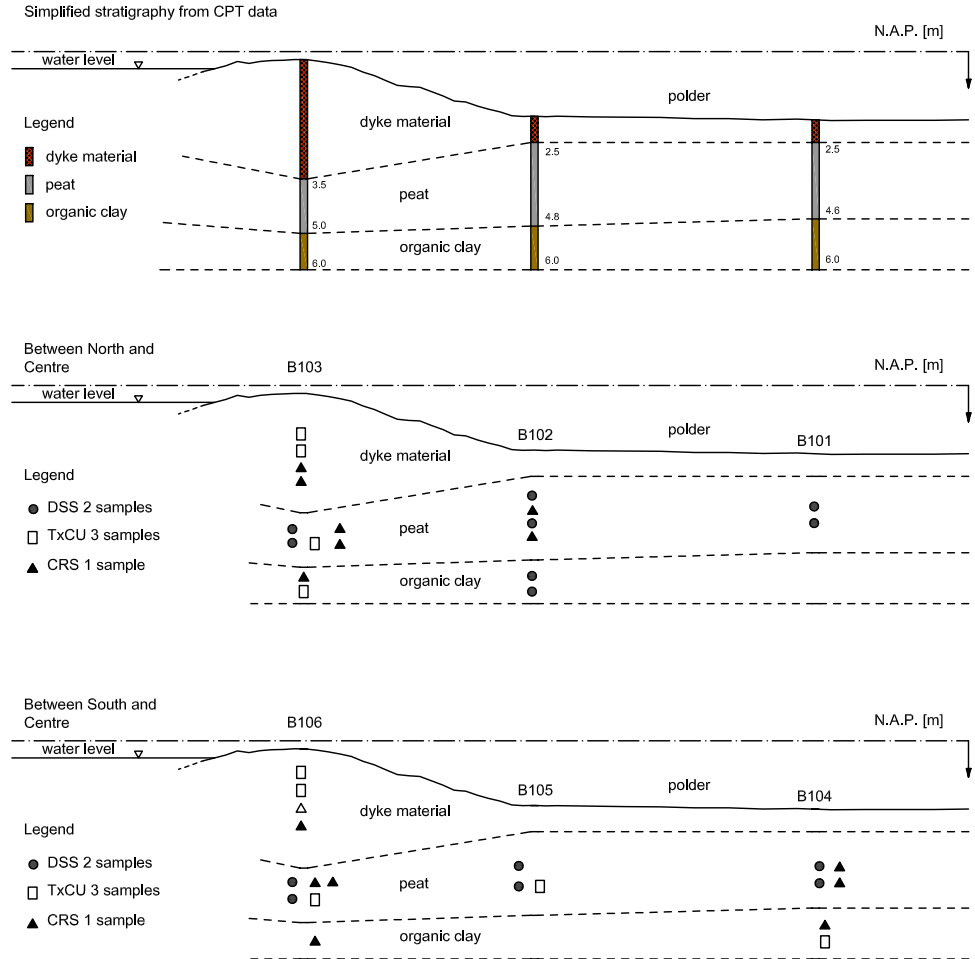 Simplified stratigraphy from CPT data
N.A.P. [m]
water level
polder
Legend
dyke material
dyke material
2.5
2.5
peat
3.5
peat
organic clay
5.0
4.8
4.6
organic clay
6.0
6.0
6.0
Between North and
Centre
B103
N.A.P. [m]
water level
B102
polder
B101
dyke material
Legend
DSS 2 samples
peat
TxCU 3 samples
CRS 1 sample
organic clay
Between South and
Centre
B106
N.A.P. [m]
water level
B105
polder
B104
dyke material
Legend
DSS 2 samples
peat
TxCU 3 samples
CRS 1 sample
organic clay